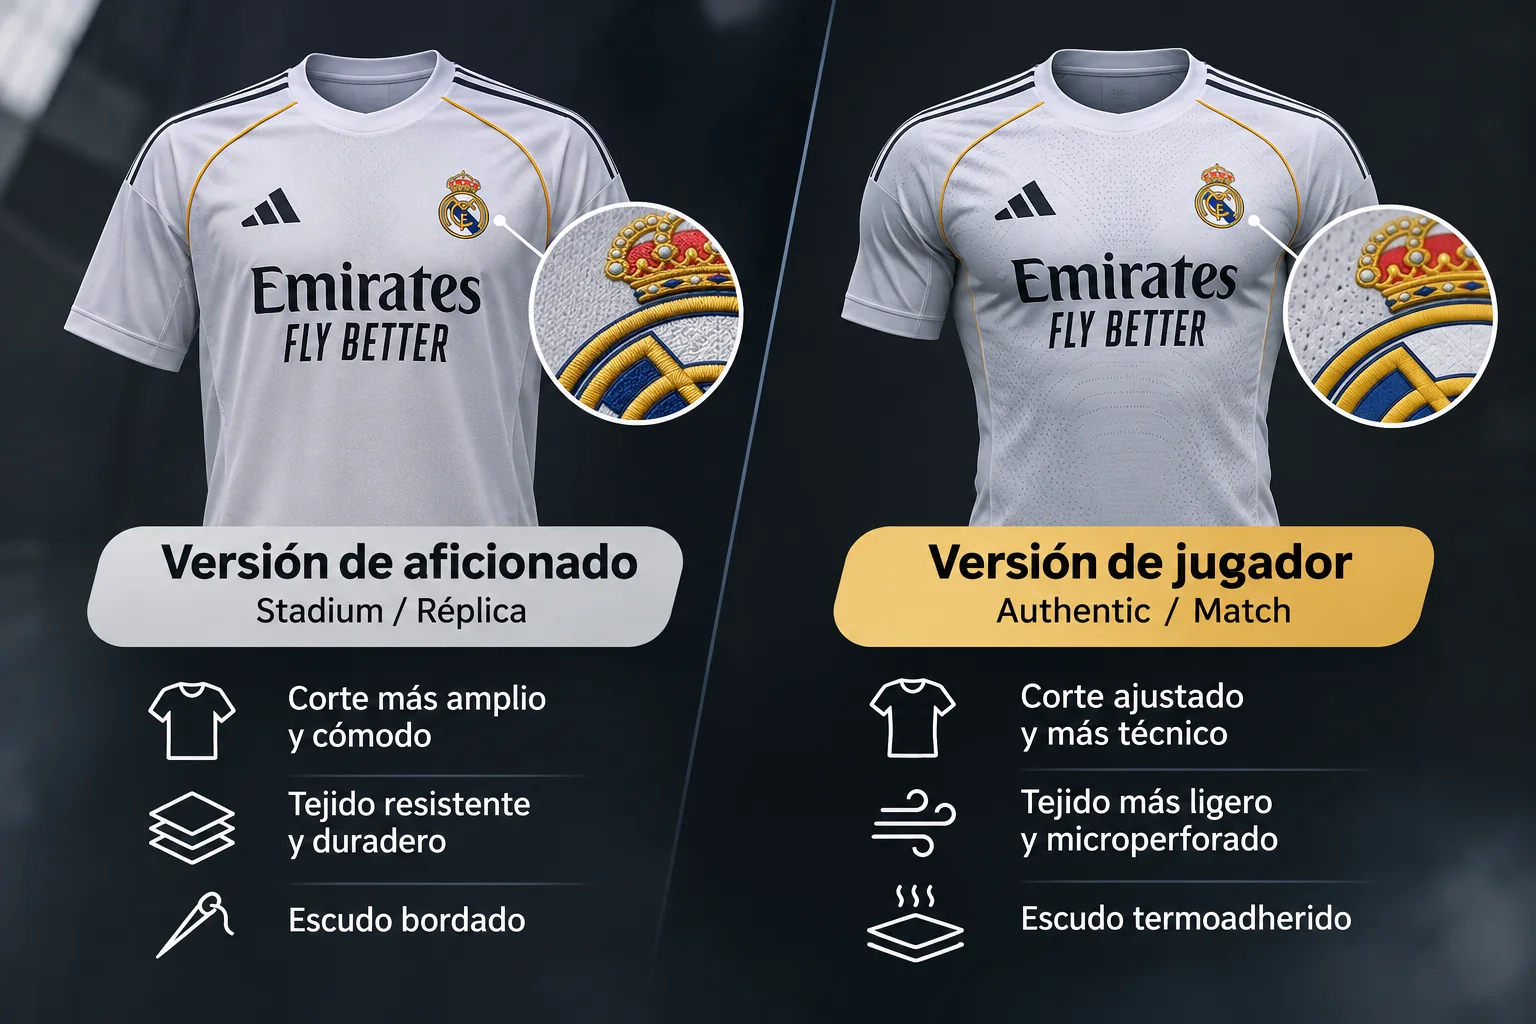 Emirates
FLY BETTER
Versión de aficionado
Stadium / Réplica
Corte más amplio
y cómodo
Tejido resistente
y duradero
Escudo bordado
Emirates
FLY BETTER
Versión de jugador
Authentic / Match
Corte ajustado
y más técnico
Tejido más ligero
y microperforado
Escudo termoadherido